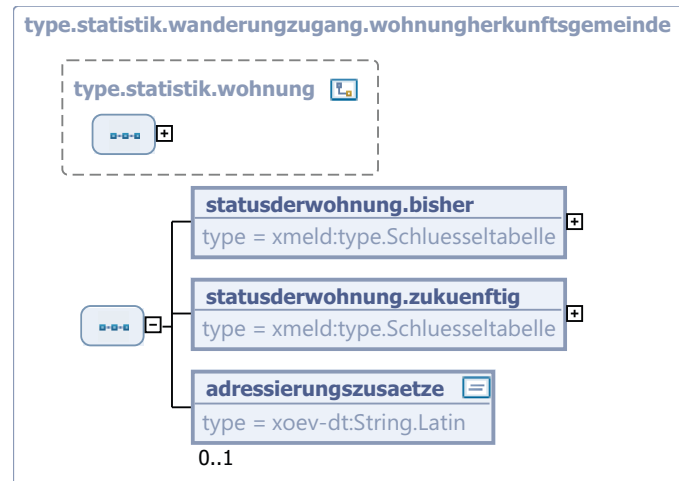 type.statistik.wanderungzugang.wohnungherkunftsgemeinde
type.statistik.wohnung
statusderwohnung.bisher
type = xmeld:type.Schluesseltabelle
statusderwohnung.zukuenftig
type = xmeld:type.Schluesseltabelle
adressierungszusaetze
type = xoev-dt:String.Latin
0..1